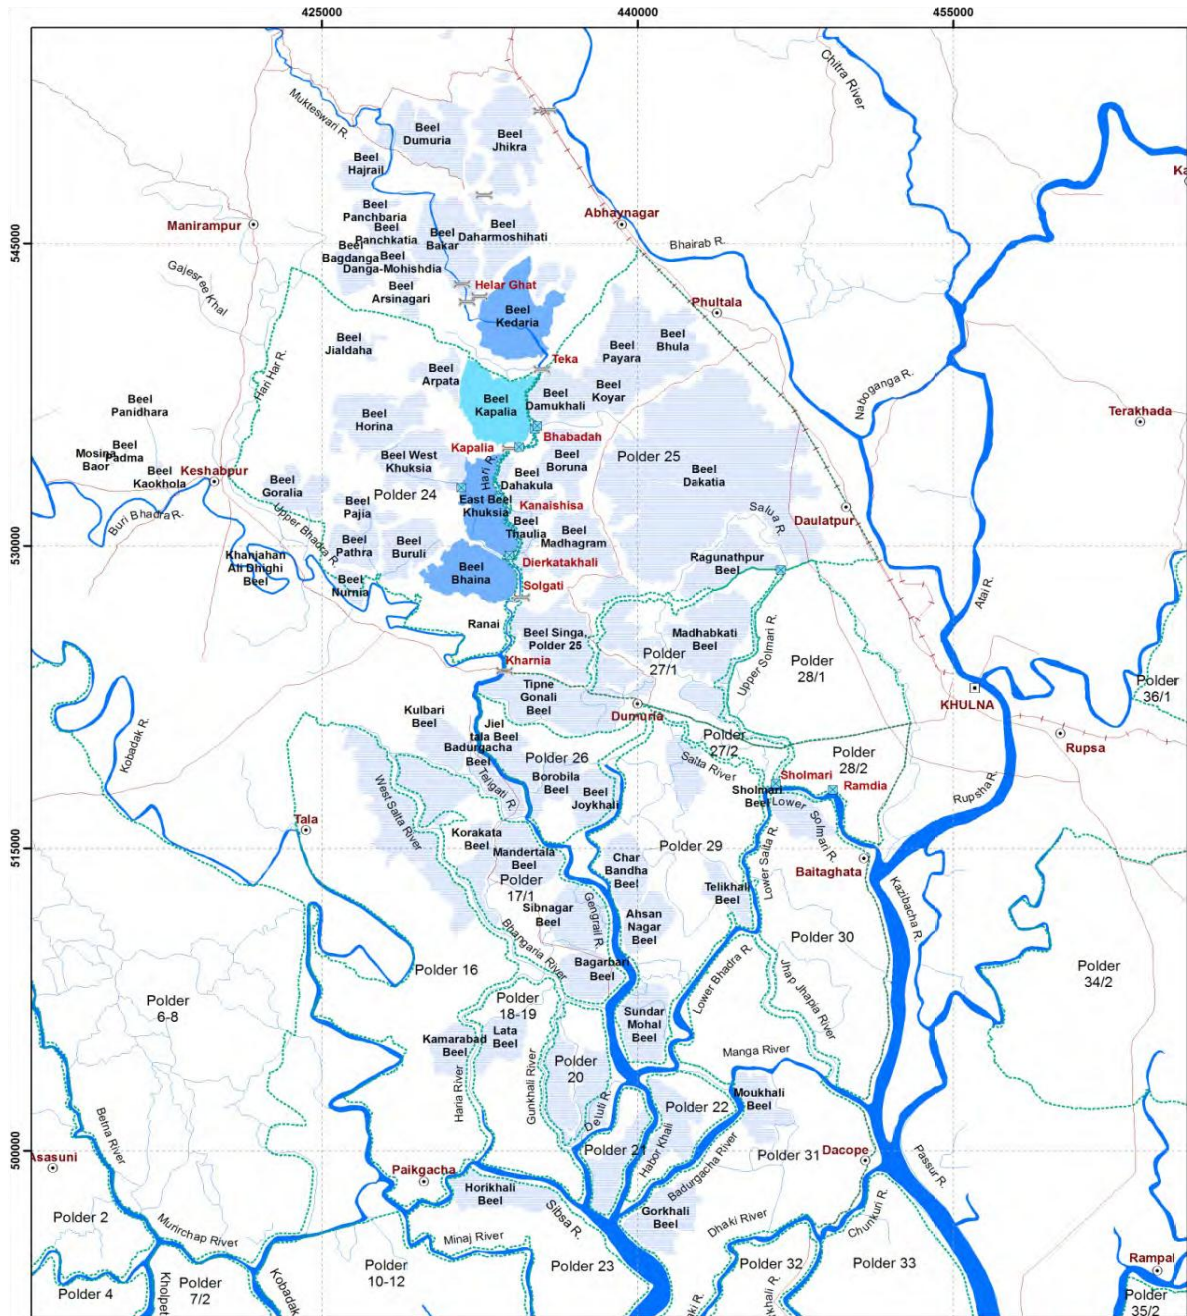 425000
440000
455000
545000
530000
515000
500000
Chitra River
Mukteswari R.
Beel
Dumuria
Beel
Jhikra
Beel
Hajrail
Ka
Manirampur
Beel
Panchbaria
Beel
Panchkatia
Beel
Bagdanga
Beel
Danga-Mohishdia
Beel
Bakar
Beel
Daharmoshihati
Abhaynagar
Bhairab R.
Gajesree Khal
Beel
Arsinagari
Helar Ghat
Beel
Kedaria
Phultala
Beel
Jialdaha
Beel
Payara
Beel
Bhula
Hari Har R.
Beel
Arpata
Teka
Beel
Kapalia
Beel
Damukhali
Beel
Koyar
Naboganga R.
Beel
Panidhara
Beel
Horina
Terakhada
Beel
Padma
Mosina
Baor
Beel
Kaokhola
Keshabpur
Kapalia
Bhabadah
Beel West
Khuksia
Hari R.
Beel
Boruna
Polder 25
Beel
Dakatia
Beel
Goralia
Polder 24
Beel
Dahakula
East Beel
Khuksia
Kanaishisa
Beel
Pajia
Buri Bhadra R.
Upper Bhadra R.
Beel
Thaulia
Beel
Madhagram
Salua R.
Daulatpur
Beel
Pathra
Beel
Buruli
Khanjahan
Ali Dhighi
Beel
Beel
Nurnia
Beel
Bhaina
Dierkatakhali
Solgati
Ragunathpur
Beel
Atai R.
Ranai
Beel Singa,
Polder 25
Madhabkati
Beel
Polder
27/1
Upper Solmari R.
Polder
28/1
Kharnia
Tipne
Gonali
Beel
Dumuria
KHULNA
Polder
36/1
Kulbari
Beel
Jiel
tala Beel
Badurgacha
Beel
Kobadak R.
Polder
27/2
Polder
28/2
Rupsa
Polder 26
Salta River
Sholmari
Sholmari
Beel
Ramdia
Borobila
Beel
Beel
Joykhali
Teligati R.
West Salta River
Lower
Solmari R.
Rupsha R.
Tala
Korakata
Beel
Mandertala
Beel
Polder
17/1
Polder 29
Char
Bandha
Beel
Lower Salta R.
Baitaghata
Kazibacha R.
Telikhali
Beel
Sibnagar
Beel
Gengrail R.
Ahsan
Nagar
Beel
Bhangaria River
Polder 30
Polder 16
Bagarbari
Beel
Lower Bhadra R.
Jhap Jhapia River
Polder
34/2
Polder
6-8
Polder
18-19
Lata
Beel
Kamarabad
Beel
Sundar
Mohal
Beel
Manga River
Haria River
Gunkhali River
Polder
20
Deluti R.
Polder 22
Moukhali
Beel
Betna River
Asasuni
Paikgacha
Polder 21
Habor Khali
Badurgacha River
Polder 31
Dacope
Passur R.
Horikhali
Beel
Gorkhali
Beel
Sibsa R.
Dhaki River
Chunkuri R.
Polder 2
Murirchap River
Minaj River
Polder 4
Kholpet
Polder
7/2
Kobadak
Polder
10-12
Polder 23
Polder 32
Polder 33
Rampal
Polder
35/2